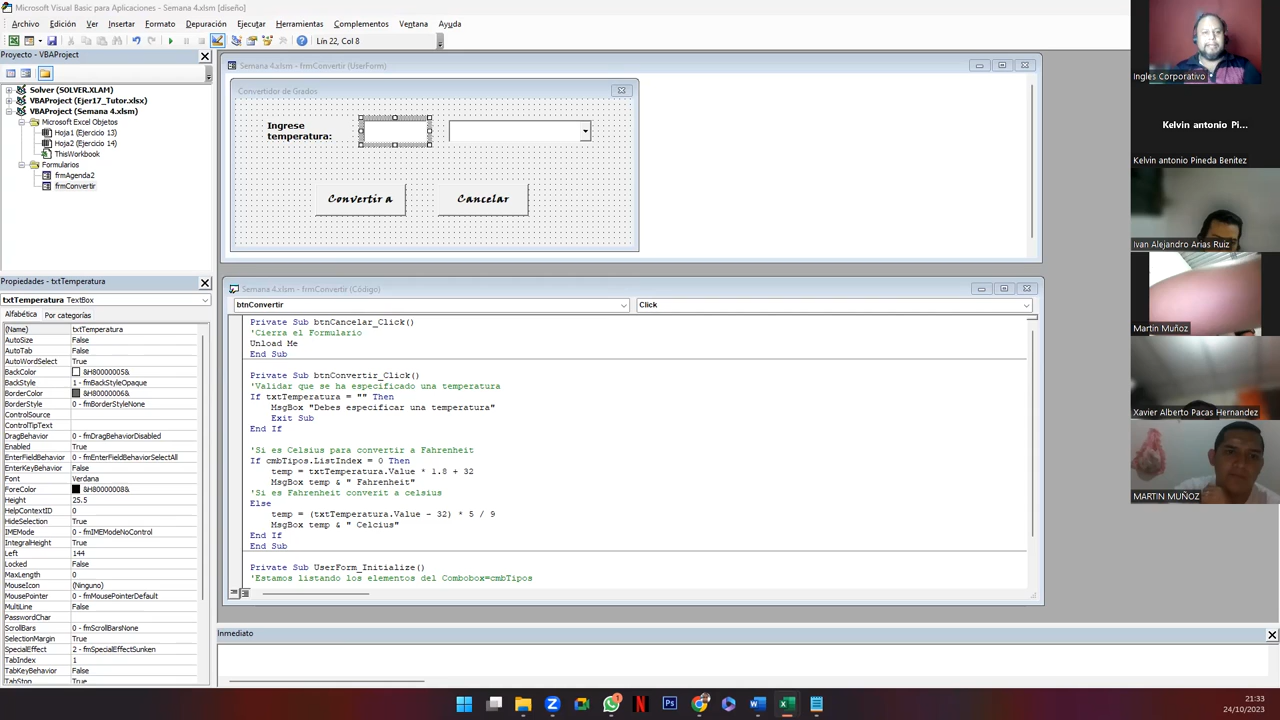 Microsoft Visual Basic para Aplicaciones - Semana 4.xlsm [diseño]
Archivo Edición Ver Insertar Formato Depuración Ejecutar Herramientas Complementos Ventana Ayuda
Lín 22, Col 8
Proyecto - VBAProject
Solver (SOLVER.XLAM)
VBAProject (Ejer17_Tutor.xlsx)
VBAProject (Semana 4.xlsm)
Microsoft Excel Objetos
Hoja1 (Ejercicio 13)
Hoja2 (Ejercicio 14)
ThisWorkbook
Formularios
frmAgenda2
frmConvertir
Propiedades - txtTemperatura
txtTemperatura TextBox
Alfabética Por categorías
(Name) txtTemperatura
AutoSize False
AutoTab False
AutoWordSelect True
BackColor &H80000005&
BackStyle 1 - fmBackStyleOpaque
BorderColor &H80000006&
BorderStyle 0 - fmBorderStyleNone
ControlSource
ControlTipText
DragBehavior 0 - fmDragBehaviorDisabled
Enabled True
EnterFieldBehavior 0 - fmEnterFieldBehaviorSelectAll
EnterKeyBehavior False
Font Verdana
ForeColor &H80000008&
Height 25.5
HelpContextID 0
HideSelection True
IMEMode 0 - fmIMEModeNoControl
IntegralHeight True
Left 144
Locked False
MaxLength 0
MouseIcon (Ninguno)
MousePointer 0 - fmMousePointerDefault
MultiLine False
PasswordChar
ScrollBars 0 - fmScrollBarsNone
SelectionMargin True
SpecialEffect 2 - fmSpecialEffectSunken
TabIndex 1
TabKeyBehavior False
TabStop True
Semana 4.xlsm - frmConvertir (UserForm)
Convertidor de Grados
Ingrese
temperatura:
Convertir a Cancelar
Semana 4.xlsm - frmConvertir (Código)
btnConvertir Click
Private Sub btnCancelar_Click()
'Cierra el Formulario
Unload Me
End Sub
Private Sub btnConvertir_Click()
'Validar que se ha especificado una temperatura
If txtTemperatura = "" Then
MsgBox "Debes especificar una temperatura"
Exit Sub
End If
'Si es Celsius para convertir a Fahrenheit
If cmbTipos.ListIndex = 0 Then
temp = txtTemperatura.Value * 1.8 + 32
MsgBox temp & " Fahrenheit"
'Si es Fahrenheit converit a celsius
Else
temp = (txtTemperatura.Value - 32) * 5 / 9
MsgBox temp & " Celcius"
End If
End Sub
Private Sub UserForm_Initialize()
'Estamos listando los elementos del Combobox=cmbTipos
Inmediato
Ingles Corporativo
Kelvin antonio Pi...
Kelvin antonio Pineda Benitez
Ivan Alejandro Arias Ruiz
Martin Muñoz
Xavier Alberto Pacas Hernandez
MARTIN MUÑOZ
21:33
24/10/2023